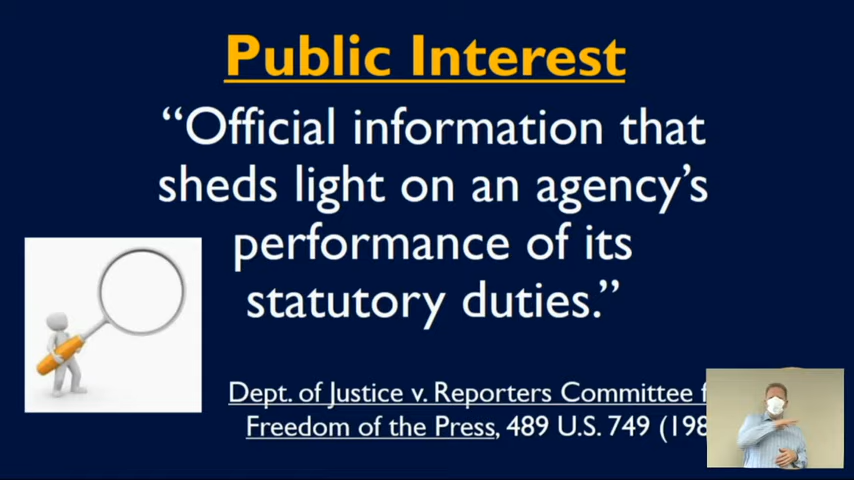 Public Interest
“Official information that
sheds light on an agency’s
performance of its
statutory duties.”
Dept. of Justice v. Reporters Committee
Freedom of the Press, 489 U.S. 749